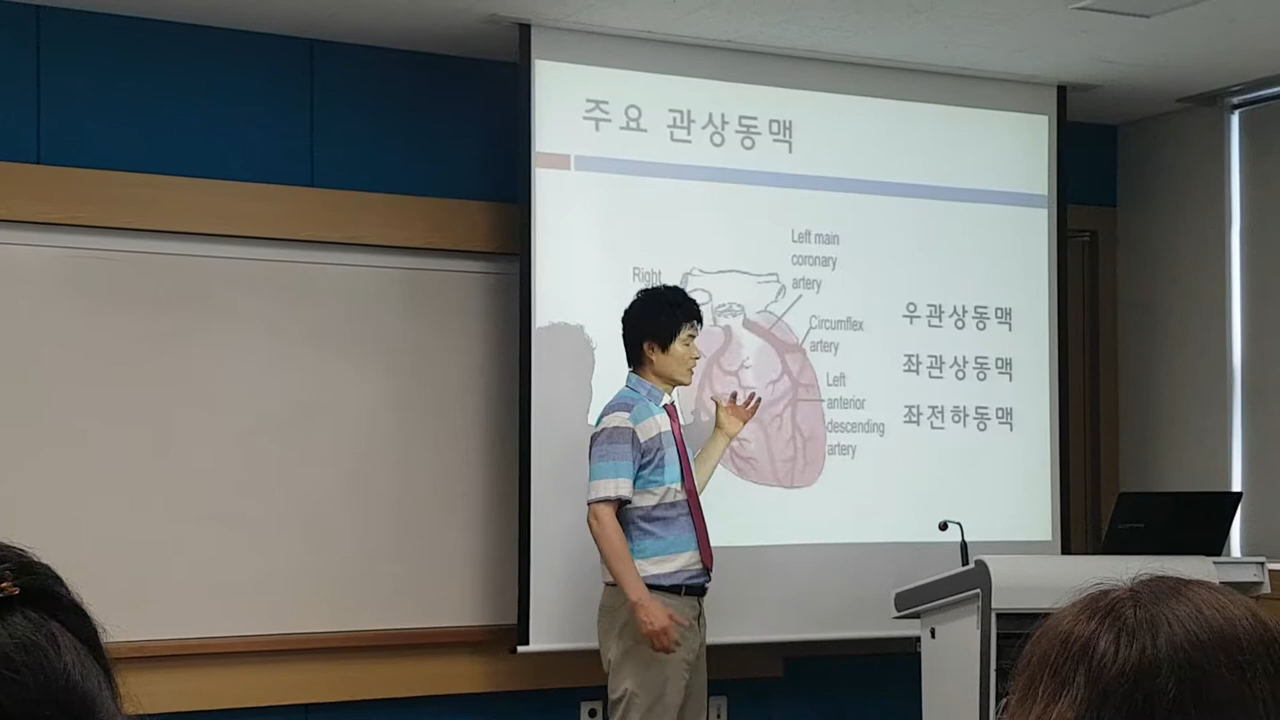 주요 관상동맥
Left main
coronary
artery
Right
Circumflex
artery
Left
anterior
descending
artery
우관상동맥
좌관상동맥
좌전하동맥